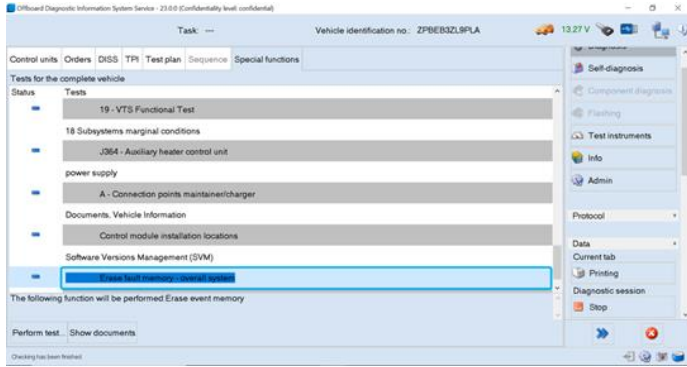 Offboard Diagnostic Information System Service - 23.0.0 (Confidentiality level: confidential)
Task: ---
Vehicle identification no.: ZPBEB3ZL9PLA
13.27 V
Control units Orders DISS TPI Test plan Sequence Special functions
Tests for the complete vehicle
Status Tests
19 - VTS Functional Test
18 Subsystems marginal conditions
J364 - Auxiliary heater control unit
power supply
A - Connection points maintainer/charger
Documents, Vehicle Information
Control module installation locations
Software Versions Management (SVM)
Erase fault memory - overall system
The following function will be performed:Erase event memory
Perform test... Show documents
Checking has been finished.
Diagnosis
Self-diagnosis
Component diagnosis
Flashing
Test instruments
Info
Admin
Protocol
Data
Current tab
Printing
Diagnostic session
Stop